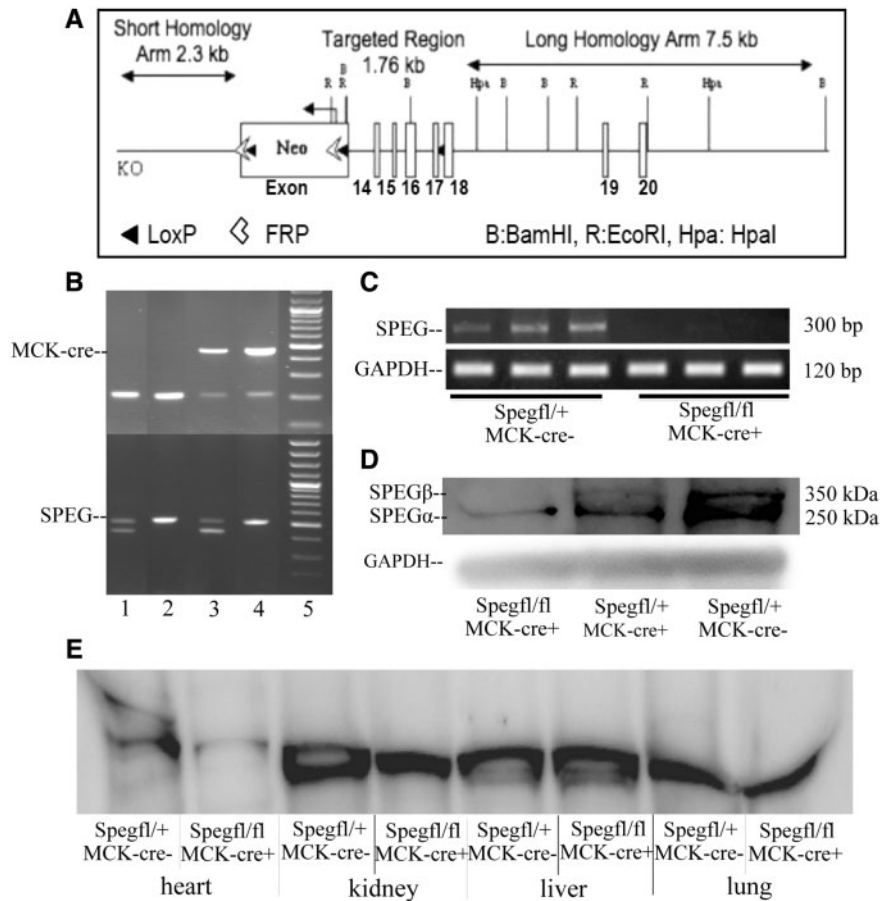 A
Short Homology
Arm 2.3 kb
Targeted Region
1.76 kb
Long Homology Arm 7.5 kb
R
B
R
B
Hpa
B
B
R
R
Hpa
B
Neo
KO
Exon
14
15
16
17
18
19
20
LoxP
FRP
B:BamHI, R:EcoRI, Hpa: HpaI
B
MCK-cre--
SPEG--
1 2 3 4 5
C
SPEG--
300 bp
GAPDH--
120 bp
Spegfl/+
MCK-cre-
Spegfl/fl
MCK-cre+
D
SPEGβ--
350 kDa
SPEGα--
250 kDa
GAPDH--
Spegfl/fl
MCK-cre+
Spegfl/+
MCK-cre+
Spegfl/+
MCK-cre-
E
Spegfl/+
MCK-cre-
Spegfl/fl
MCK-cre+
Spegfl/+
MCK-cre-
Spegfl/fl
MCK-cre+
Spegfl/+
MCK-cre-
Spegfl/fl
MCK-cre+
Spegfl/+
MCK-cre-
Spegfl/fl
MCK-cre+
heart
kidney
liver
lung